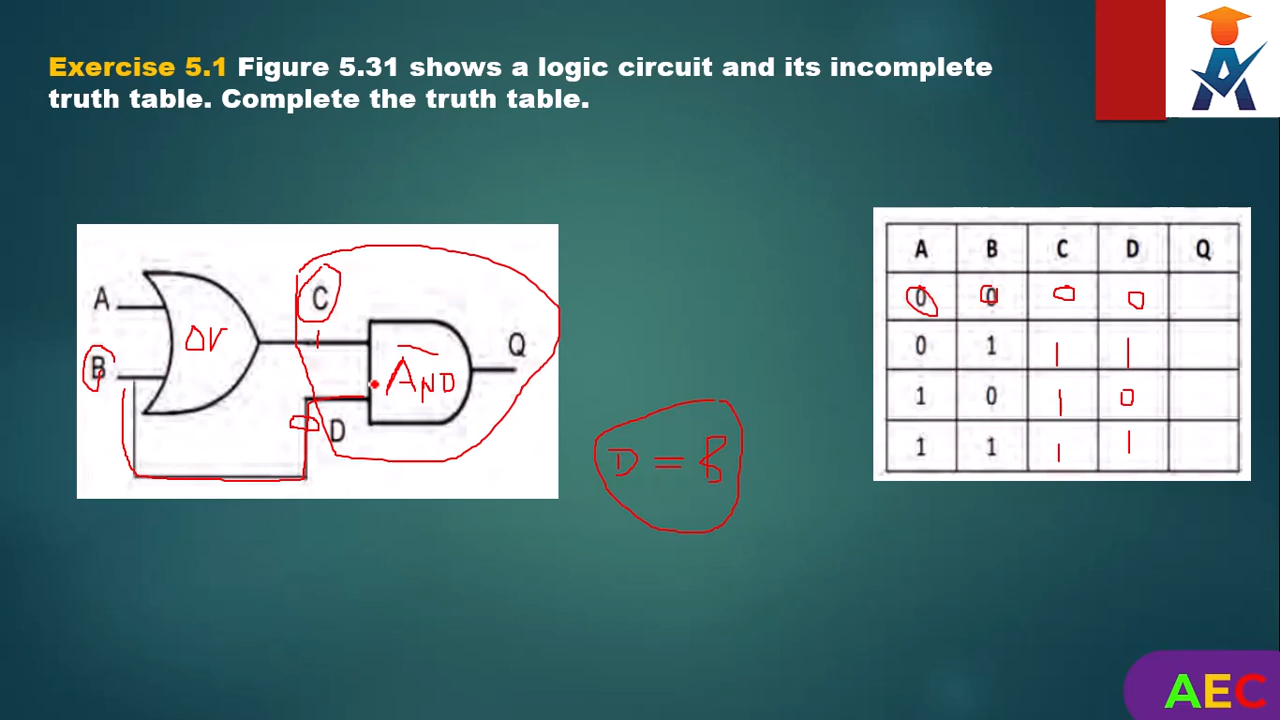 Exercise 5.1 Figure 5.31 shows a logic circuit and its incomplete
truth table. Complete the truth table.
A
B
OR
C
D
AND
Q
D = B
A B C D Q
0 0 0 0
0 1 1 1
1 0 1 0
1 1 1 1
AEC